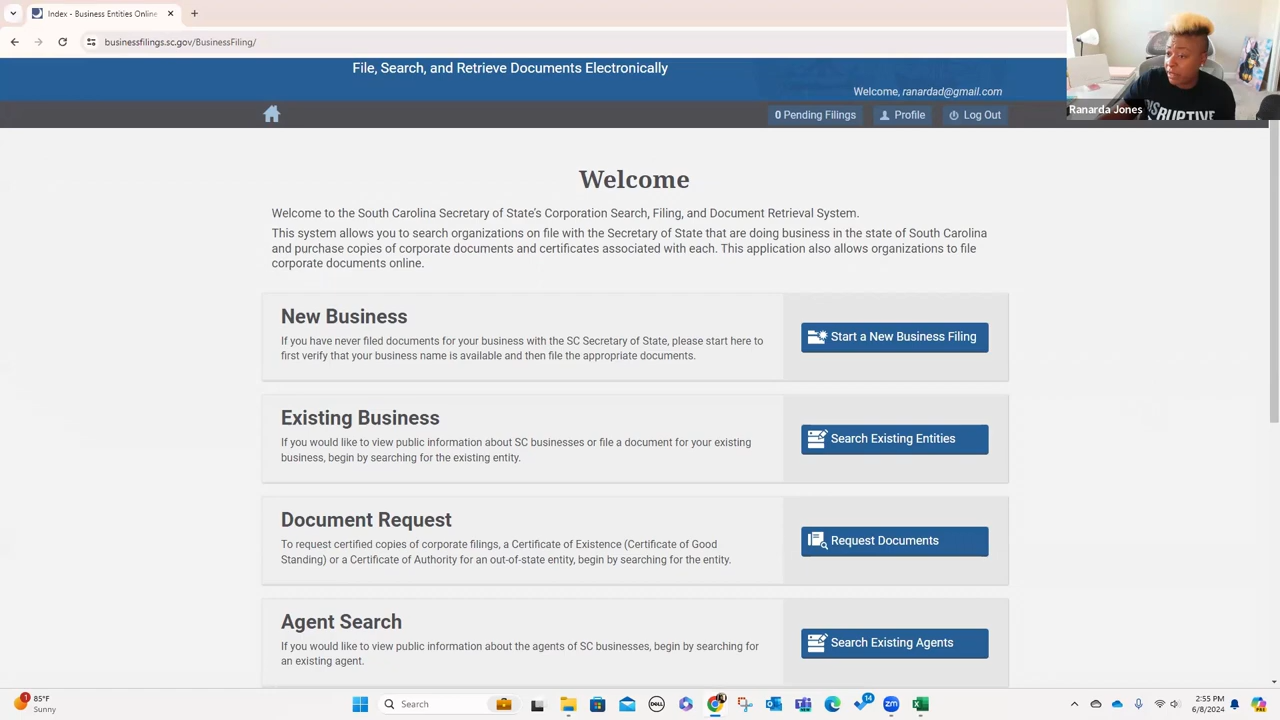 Index - Business Entities Online
businessfilings.sc.gov/BusinessFiling/
File, Search, and Retrieve Documents Electronically
Welcome, ranardad@gmail.com
0 Pending Filings Profile Log Out
Ranarda Jones
Welcome
Welcome to the South Carolina Secretary of State's Corporation Search, Filing, and Document Retrieval System.
This system allows you to search organizations on file with the Secretary of State that are doing business in the state of South Carolina
and purchase copies of corporate documents and certificates associated with each. This application also allows organizations to file
corporate documents online.
New Business
If you have never filed documents for your business with the SC Secretary of State, please start here to
first verify that your business name is available and then file the appropriate documents.
Start a New Business Filing
Existing Business
If you would like to view public information about SC businesses or file a document for your existing
business, begin by searching for the existing entity.
Search Existing Entities
Document Request
To request certified copies of corporate filings, a Certificate of Existence (Certificate of Good
Standing) or a Certificate of Authority for an out-of-state entity, begin by searching for the entity.
Request Documents
Agent Search
If you would like to view public information about the agents of SC businesses, begin by searching for
an existing agent.
Search Existing Agents
1
85°F
Sunny
Search
DELL
14
zm
2:55 PM
6/8/2024